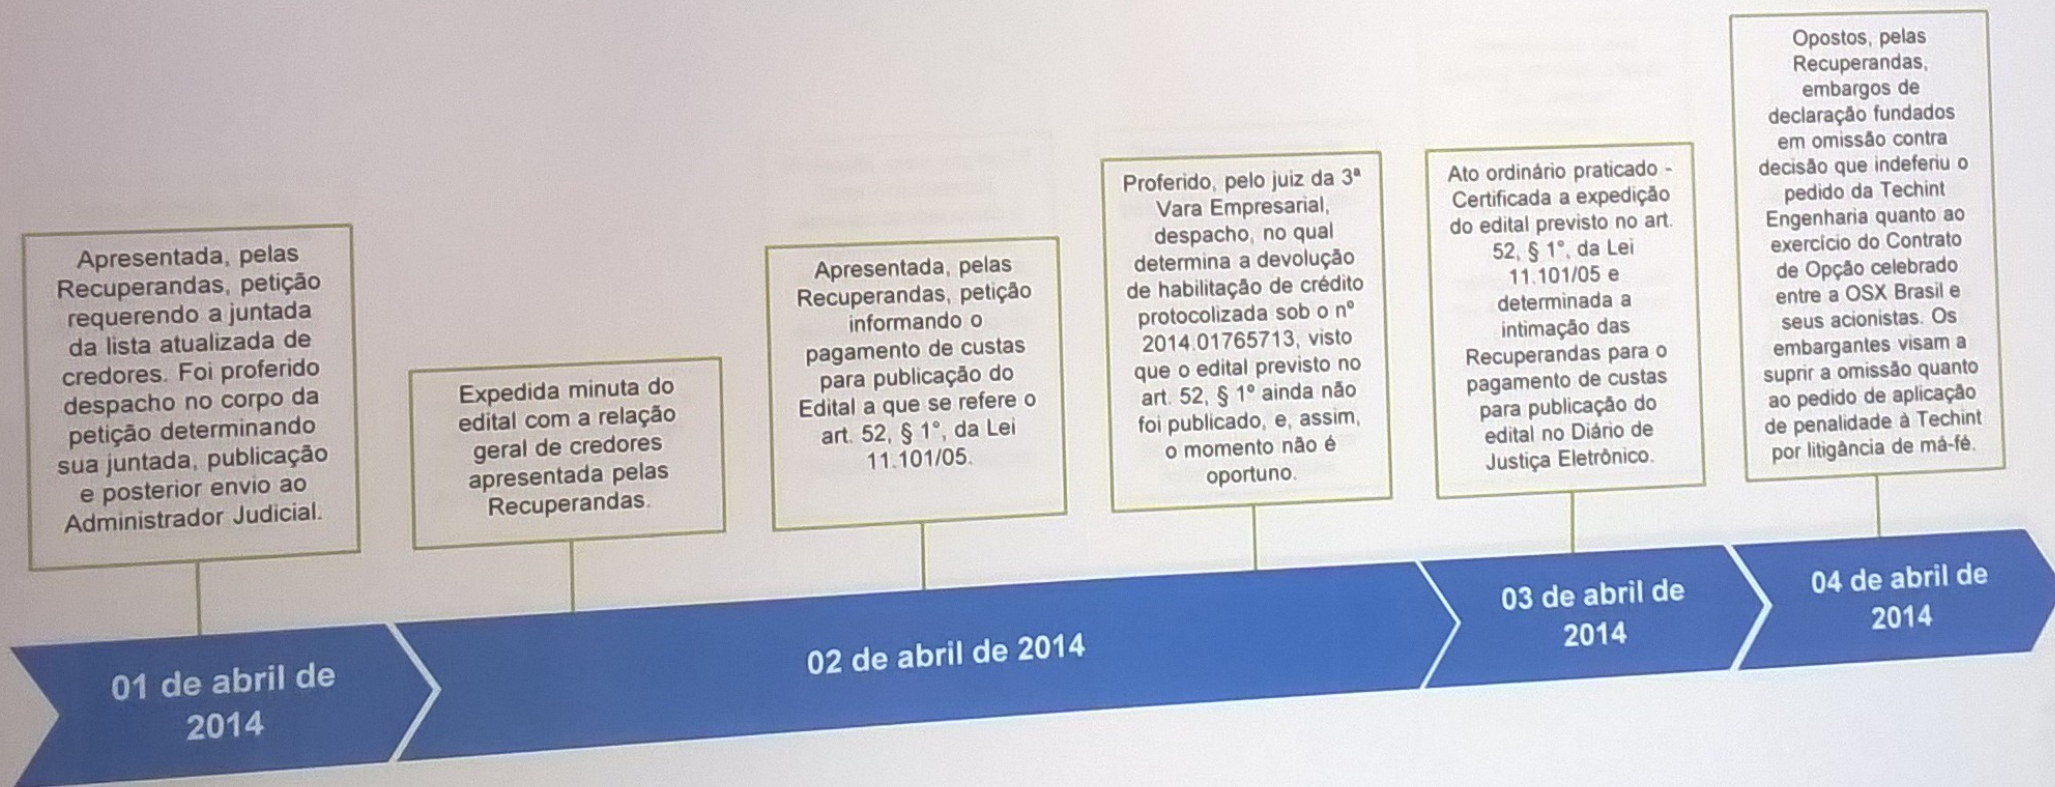 Apresentada, pelas
Recuperandas, petição
requerendo a juntada
da lista atualizada de
credores. Foi proferido
despacho no corpo da
petição determinando
sua juntada, publicação
e posterior envio ao
Administrador Judicial.
Expedida minuta do
edital com a relação
geral de credores
apresentada pelas
Recuperandas.
Apresentada, pelas
Recuperandas, petição
informando o
pagamento de custas
para publicação do
Edital a que se refere o
art. 52, § 1°, da Lei
11.101/05.
Proferido, pelo juiz da 3ª
Vara Empresarial,
despacho, no qual
determina a devolução
de habilitação de crédito
protocolizada sob o nº
2014.01765713, visto
que o edital previsto no
art. 52, § 1º ainda não
foi publicado, e, assim,
o momento não é
oportuno.
Ato ordinário praticado -
Certificada a expedição
do edital previsto no art.
52, § 1°, da Lei
11.101/05 e
determinada a
intimação das
Recuperandas para o
pagamento de custas
para publicação do
edital no Diário de
Justiça Eletrônico.
Opostos, pelas
Recuperandas,
embargos de
declaração fundados
em omissão contra
decisão que indeferiu o
pedido da Techint
Engenharia quanto ao
exercício do Contrato
de Opção celebrado
entre a OSX Brasil e
seus acionistas. Os
embargantes visam a
suprir a omissão quanto
ao pedido de aplicação
de penalidade à Techint
por litigância de má-fé.
01 de abril de
2014
02 de abril de 2014
03 de abril de
2014
04 de abril de
2014